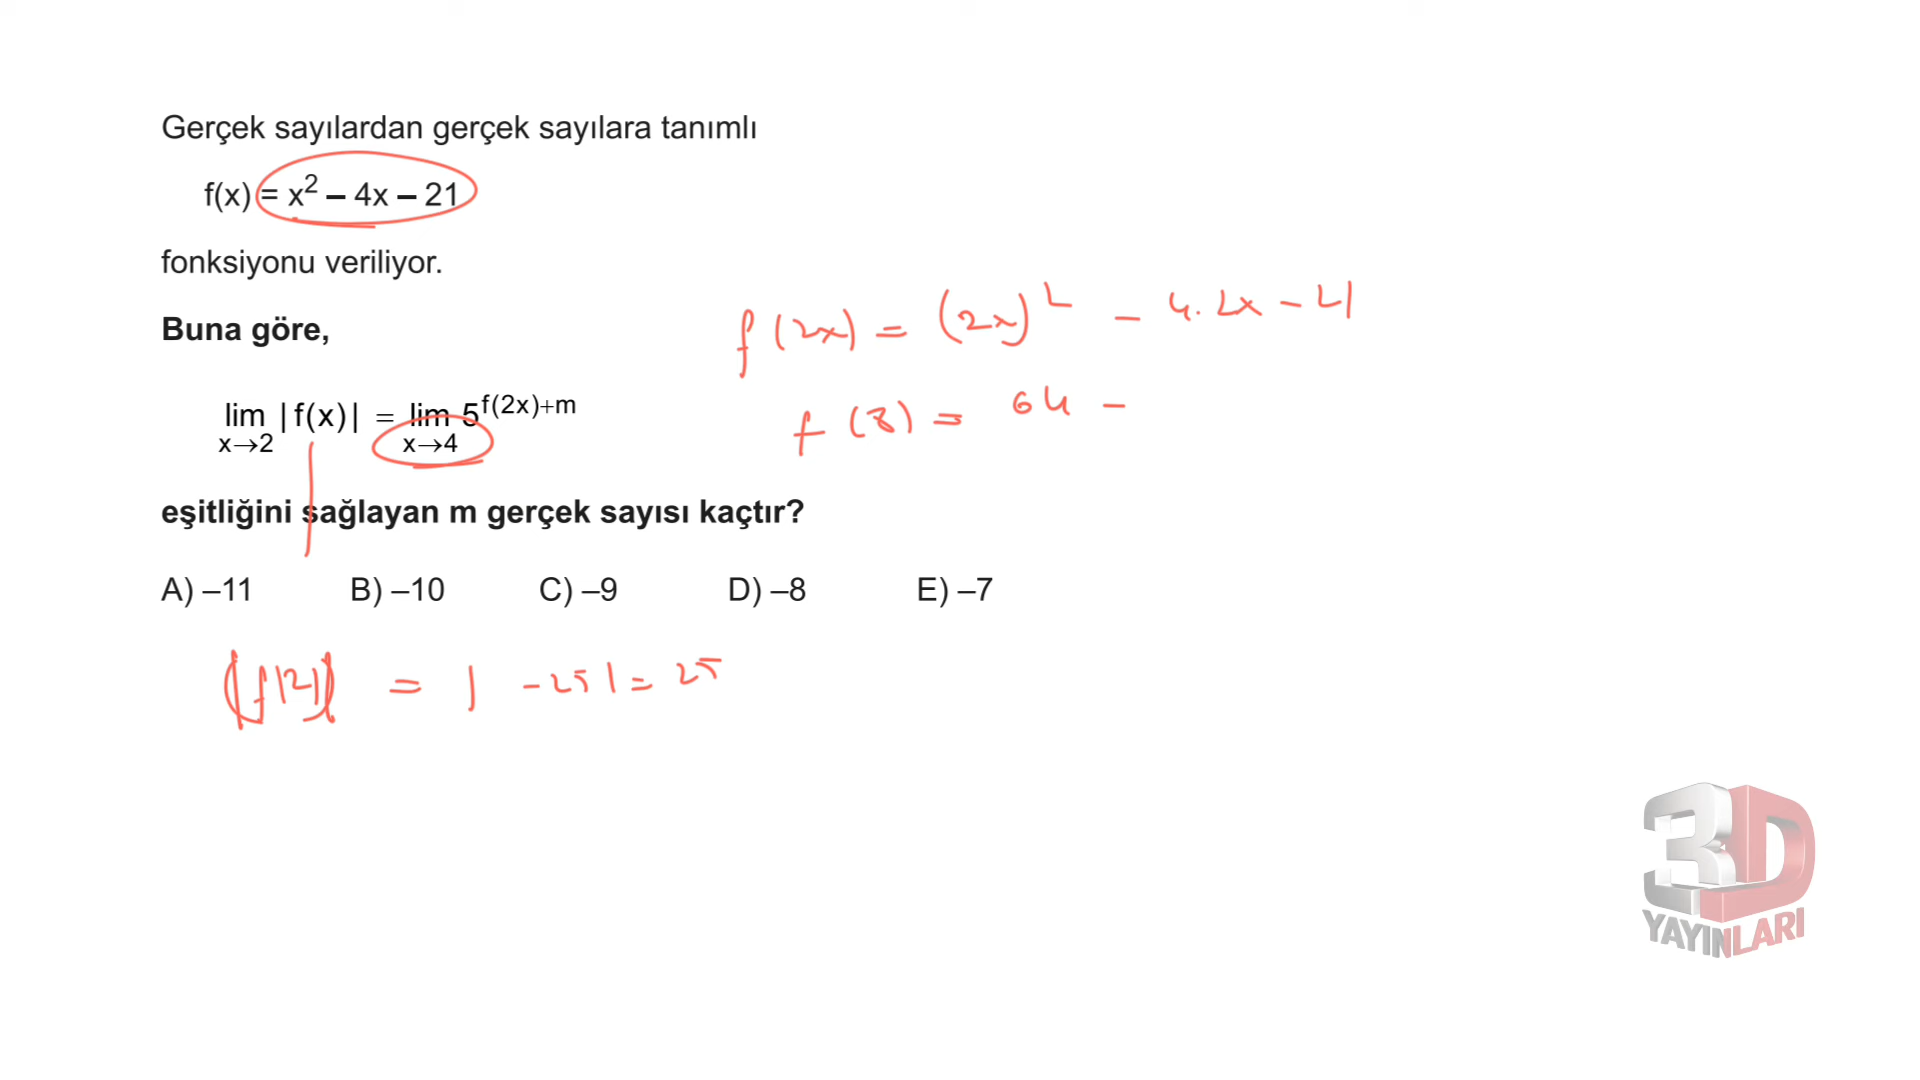 Gerçek sayılardan gerçek sayılara tanımlı
f(x) = x² – 4x – 21
fonksiyonu veriliyor.
Buna göre,
lim |f(x)| = lim 5^f(2x)+m
x→2 x→4
eşitliğini sağlayan m gerçek sayısı kaçtır?
A) –11 B) –10 C) –9 D) –8 E) –7
f(2x) = (2x)² – 4.2x – 21
f(8) = 64 –
|f(2)| = |-25| = 25
3D
YAYINLARI